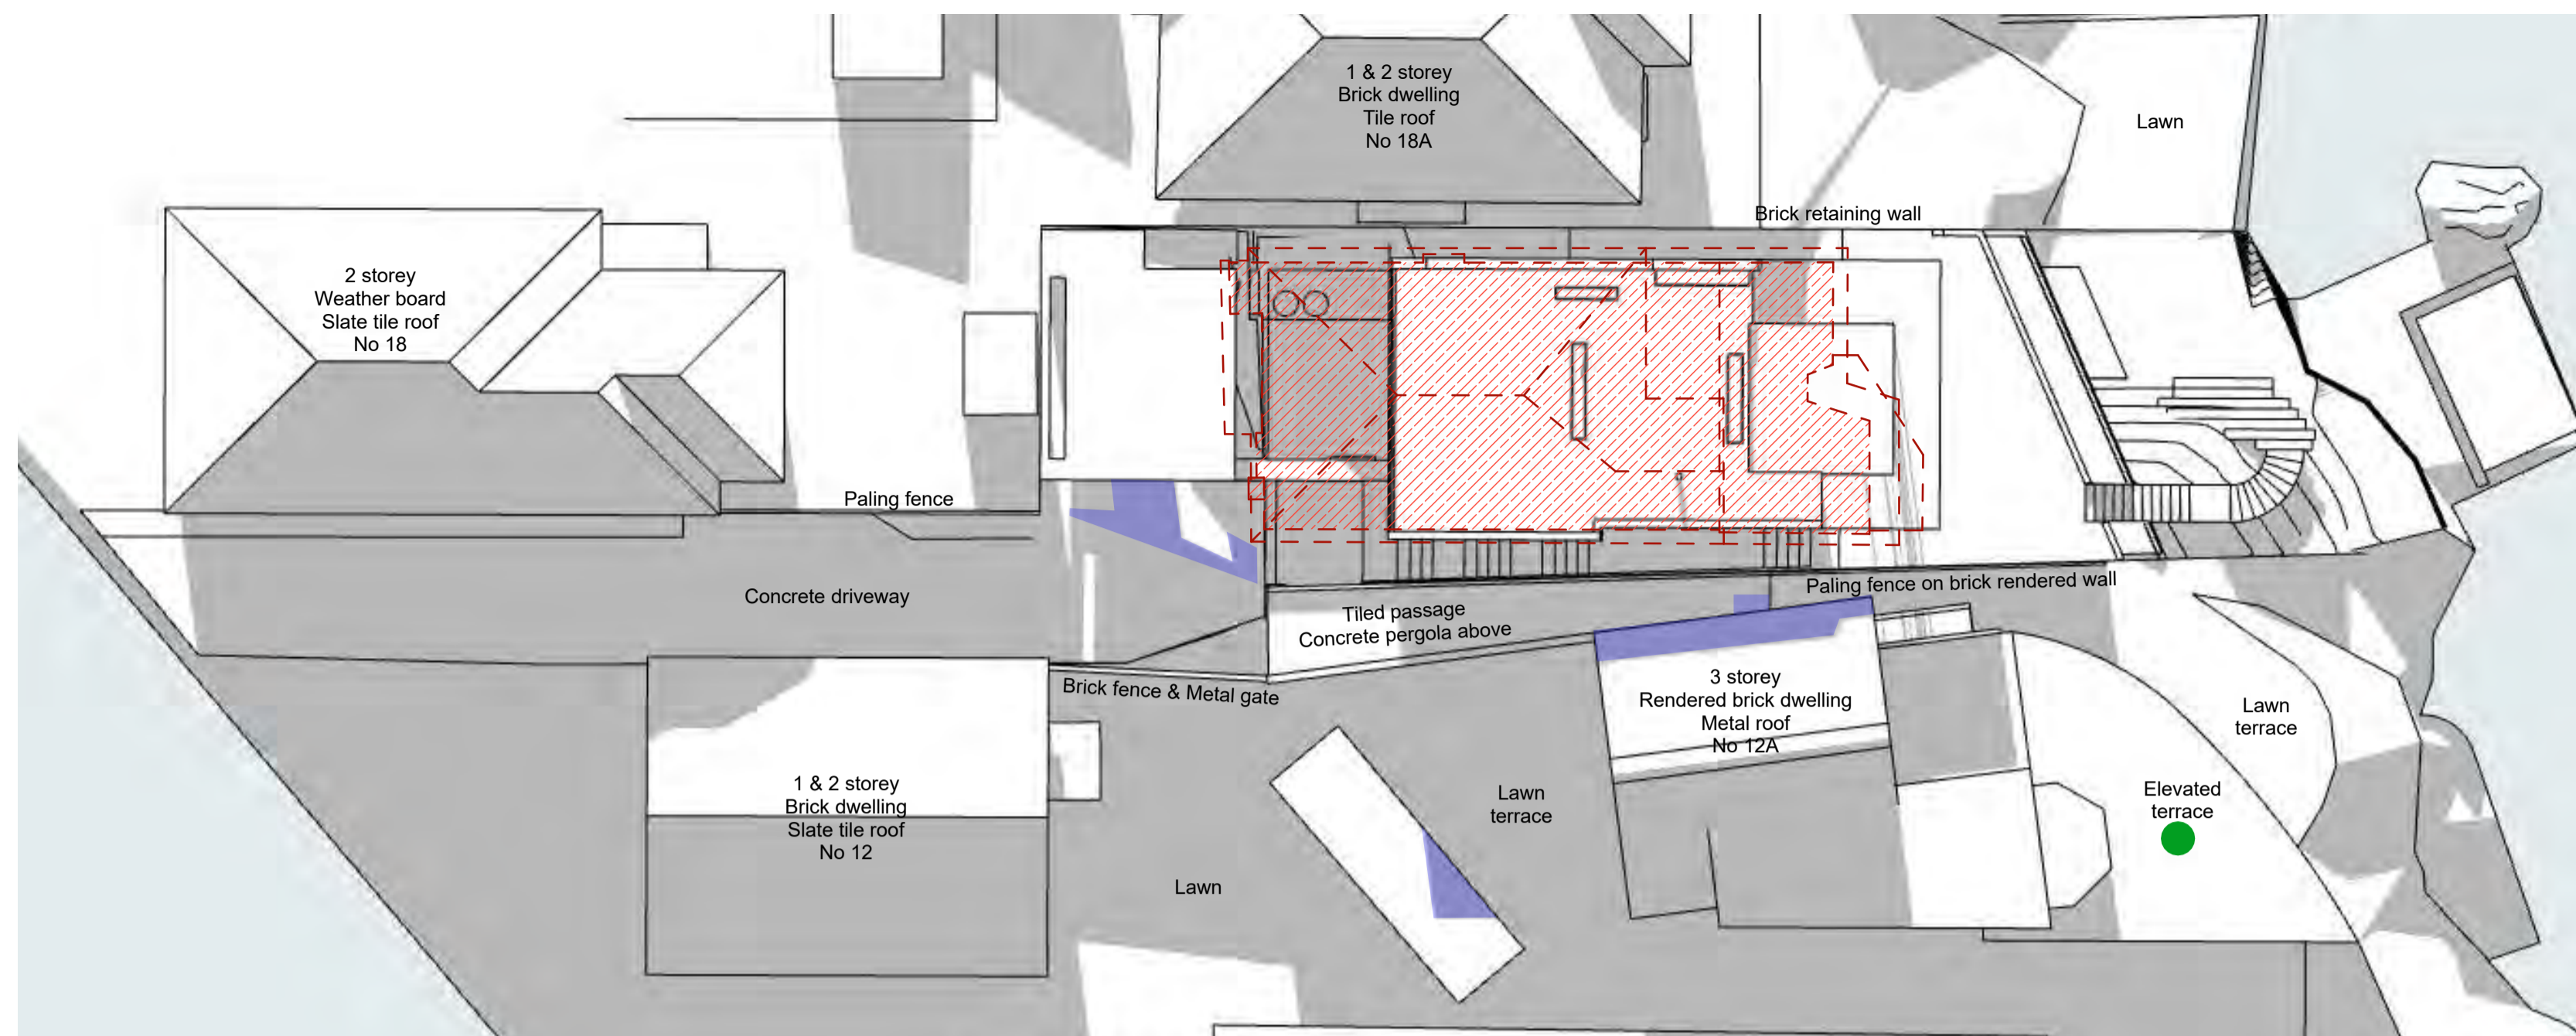 1 & 2 storey
Brick dwelling
Tile roof
No 18A
Lawn
Brick retaining wall
2 storey
Weather board
Slate tile roof
No 18
Paling fence
Concrete driveway
Tiled passage
Concrete pergola above
Paling fence on brick rendered wall
Brick fence & Metal gate
3 storey
Rendered brick dwelling
Metal roof
No 12A
Lawn
terrace
1 & 2 storey
Brick dwelling
Slate tile roof
No 12
Lawn
terrace
Elevated
terrace
Lawn